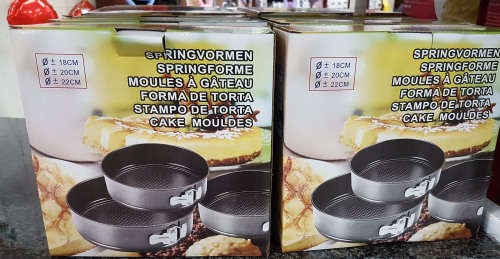 Ø ± 18CM
Ø ± 20CM
Ø ± 22CM
SPRINGVORMEN
SPRINGFORME
MOULES À GÂTEAU
FORMA DE TORTA
STAMPO DE TORTA
CAKE MOULDES
Ø ± 18CM
Ø ± 20CM
Ø ± 22CM
SPRINGVORMEN
SPRINGFORME
MOULES À GÂTEAU
FORMA DE TORTA
STAMPO DE TORTA
CAKE MOULDES